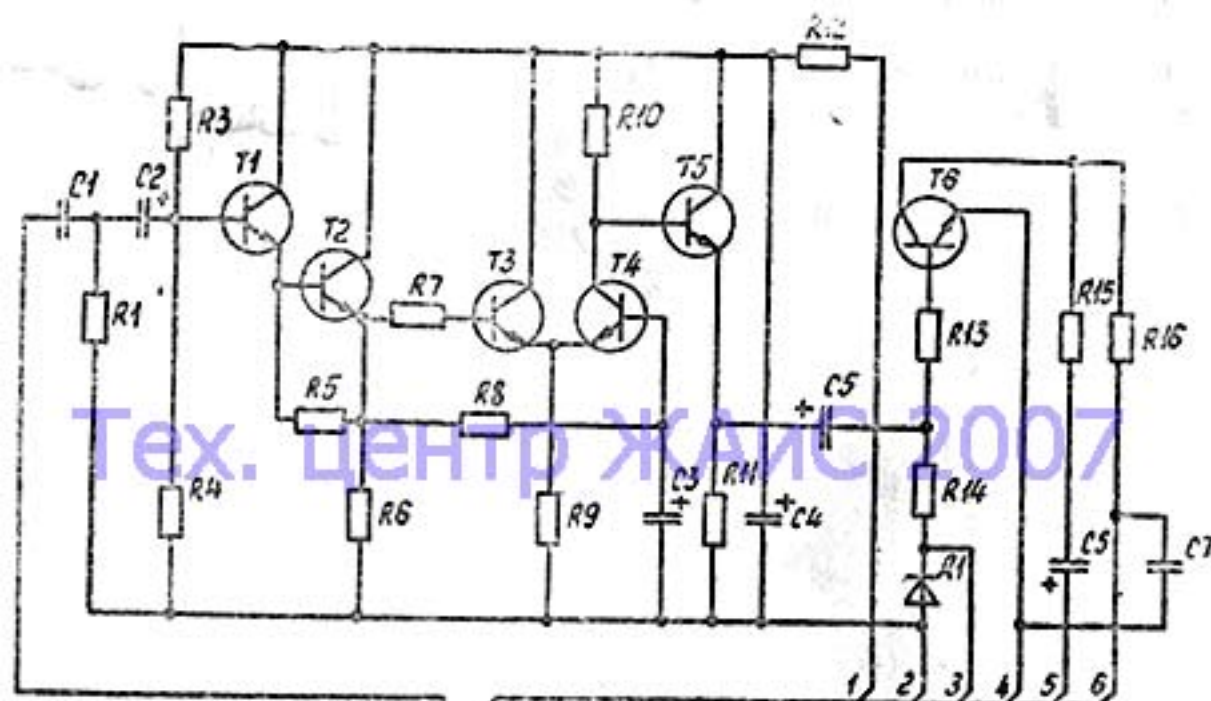 R12
R3
R10
T1
T5
C1
C2
T6
T2
T3
T4
R7
R1
R15
R13
R16
R5
R8
C5
Тех. центр ЖАиС 2007
R4
R6
R9
C3
R11
C4
R14
C5
C7
Д1
1 2 3 4 5 6